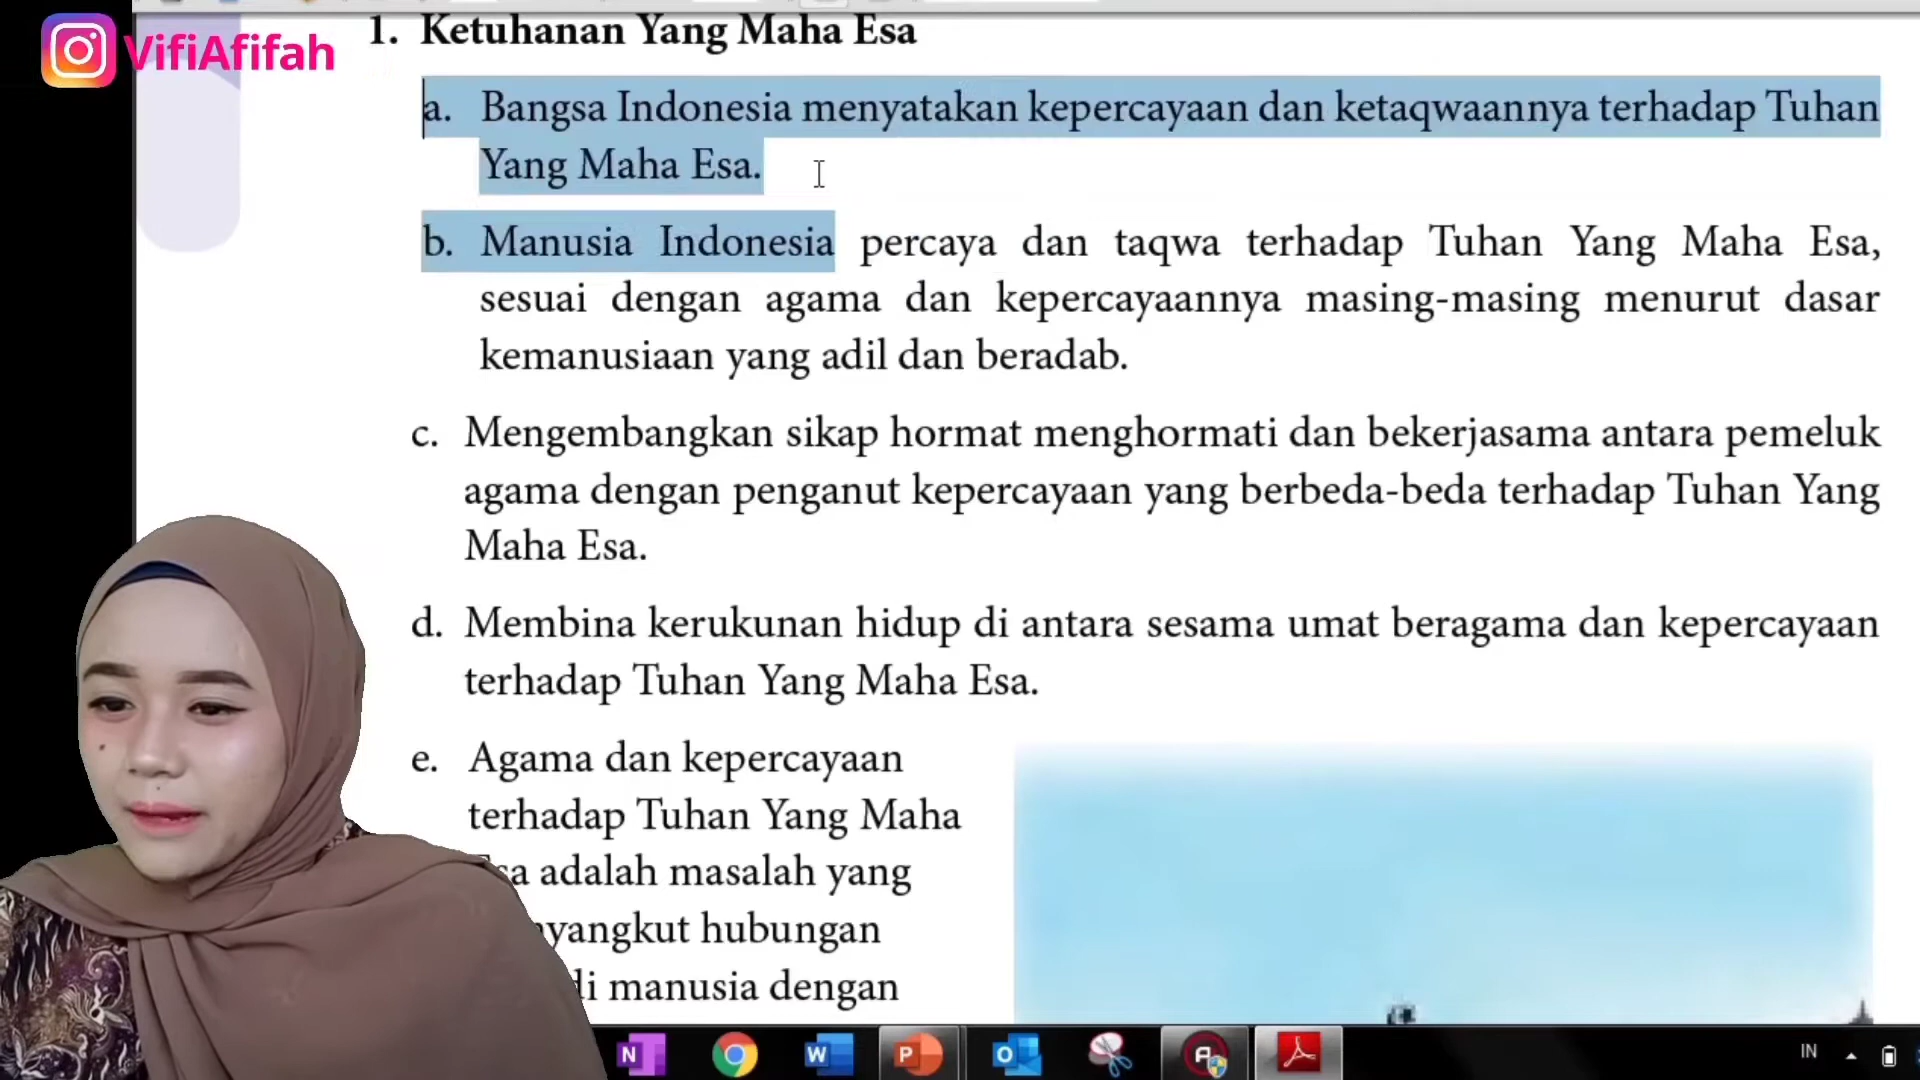 VifiAfifah
1. Ketuhanan Yang Maha Esa
a. Bangsa Indonesia menyatakan kepercayaan dan ketaqwaannya terhadap Tuhan
Yang Maha Esa.
b. Manusia Indonesia percaya dan taqwa terhadap Tuhan Yang Maha Esa,
sesuai dengan agama dan kepercayaannya masing-masing menurut dasar
kemanusiaan yang adil dan beradab.
c. Mengembangkan sikap hormat menghormati dan bekerjasama antara pemeluk
agama dengan penganut kepercayaan yang berbeda-beda terhadap Tuhan Yang
Maha Esa.
d. Membina kerukunan hidup di antara sesama umat beragama dan kepercayaan
terhadap Tuhan Yang Maha Esa.
e. Agama dan kepercayaan
terhadap Tuhan Yang Maha
adalah masalah yang
hubungan
manusia dengan
IN